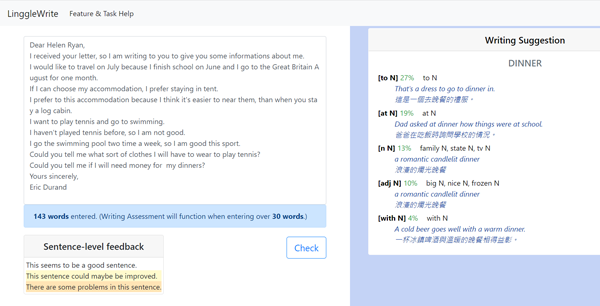 LinggleWrite Feature & Task Help
Dear Helen Ryan,
I received your letter, so I am writing to you to give you some informations about me.
I would like to travel on July because I finish school on June and I go to the Great Britain A
ugust for one month.
If I can choose my accommodation, I prefer staying in tent.
I prefer to this accommodation because I think it's easier to near them, than when you sta
y a log cabin.
I want to play tennis and go to swimming.
I haven't played tennis before, so I am not good.
I go the swimming pool two time a week, so I am good this sport.
Could you tell me what sort of clothes I will have to wear to play tennis?
Could you tell me if I will need money for my dinners?
Yours sincerely,
Eric Durand
143 words entered. (Writing Assessment will function when entering over 30 words.)
Sentence-level feedback
This seems to be a good sentence.
This sentence could maybe be improved.
There are some problems in this sentence.
Check
Writing Suggestion
DINNER
[to N] 27% to N
That's a dress to go to dinner in.
這是一個去晚餐的禮服。
[at N] 19% at N
Dad asked at dinner how things were at school.
爸爸在吃飯時詢問學校的情況。
[n N] 13% family N, state N, tv N
a romantic candlelit dinner
浪漫的燭光晚餐
[adj N] 10% big N, nice N, frozen N
a romantic candlelit dinner
浪漫的燭光晚餐
[with N] 4% with N
A cold beer goes well with a warm dinner.
一杯冰鎮啤酒與溫暖的晚餐相得益彰。